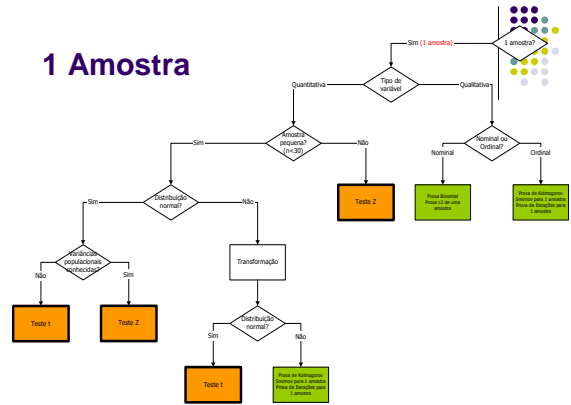 1 Amostra
Sim (1 amostra)
1 amostra?
Tipo de
variável
Quantitativa
Qualitativa
Amostra
pequena?
(n<30)
Sim
Não
Nominal ou
Ordinal?
Nominal
Ordinal
Distribuição
normal?
Sim
Não
Teste Z
Prova Binomial
Prova c2 de uma
amostra
Prova de Kolmogorov
Smirnov para 1 amostra
Prova de Iterações para
1 amostra
Variâncias
populacionais
conhecidas?
Não
Sim
Transformação
Teste t
Teste Z
Distribuição
normal?
Sim
Não
Teste t
Prova de Kolmogorov
Smirnov para 1 amostra
Prova de Iterações para
1 amostra